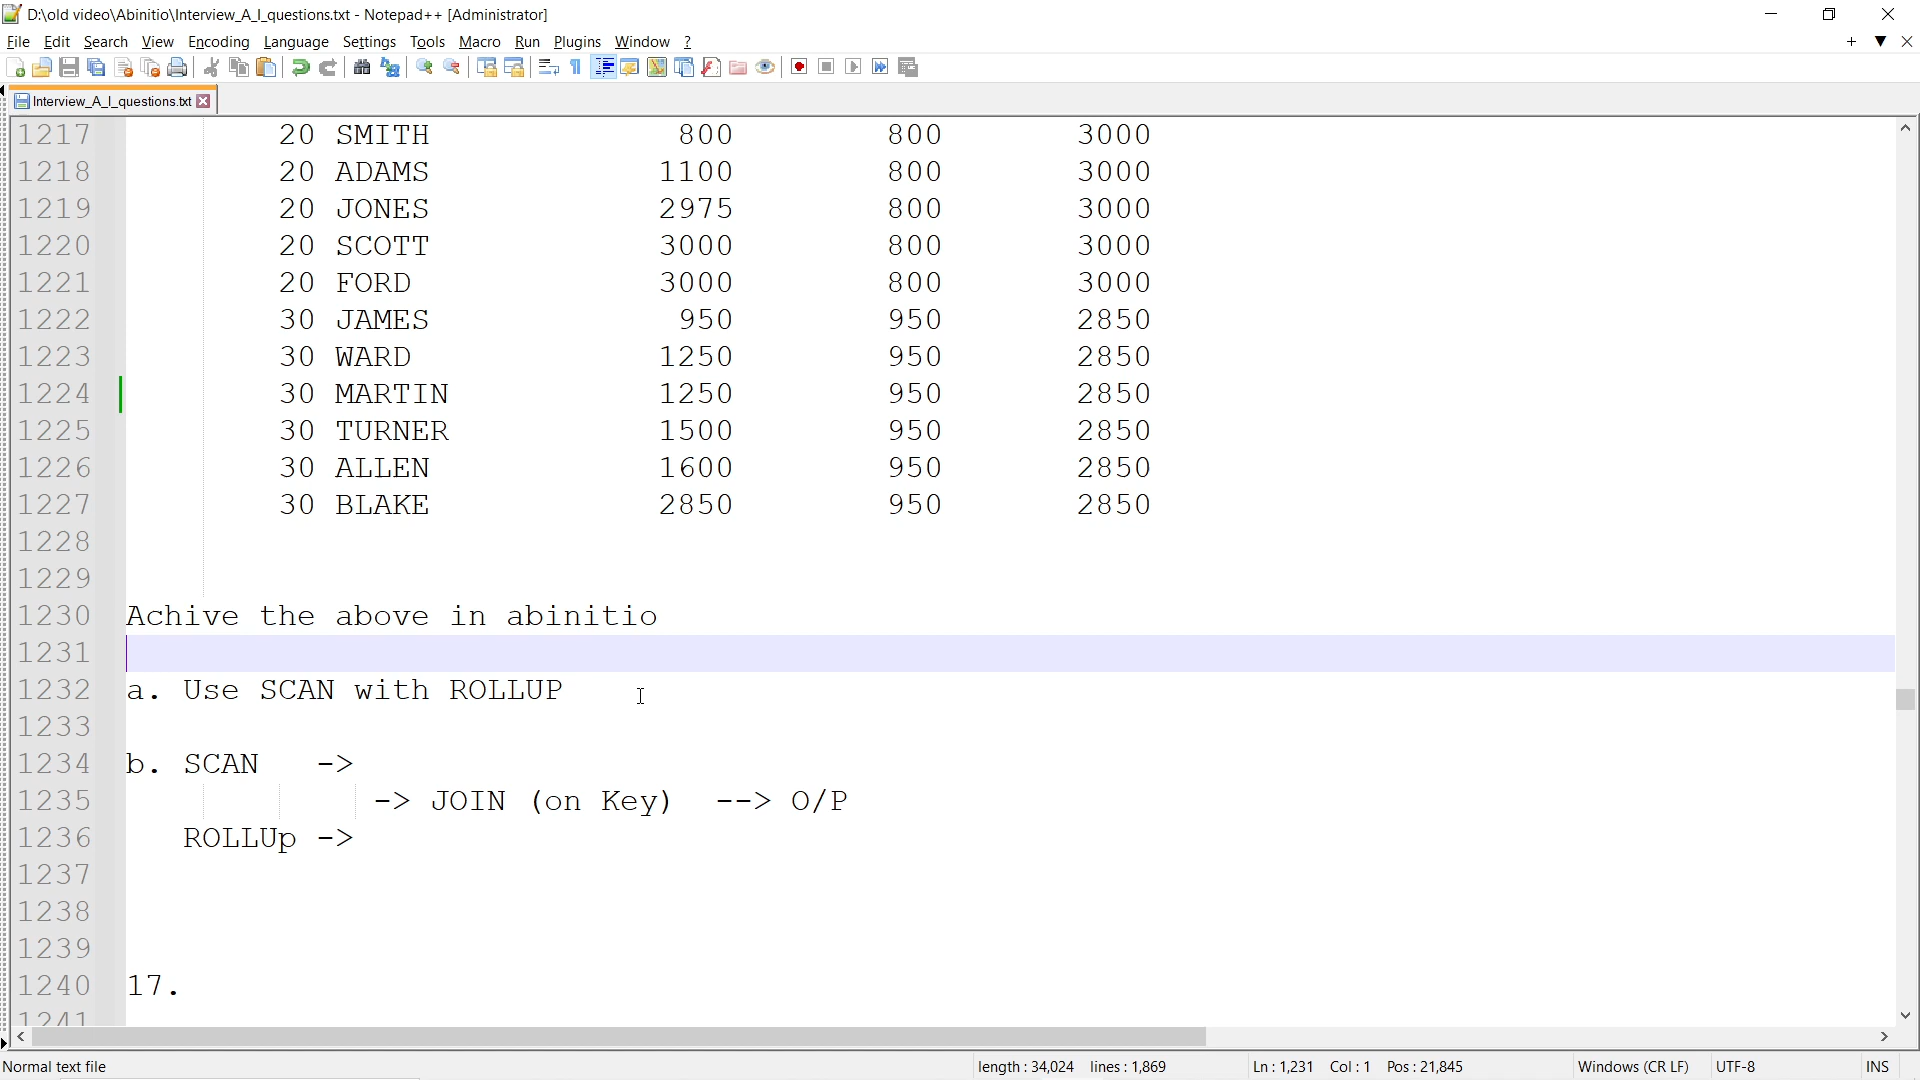 D:\old video\Abinitio\Interview_A_I_questions.txt - Notepad++ [Administrator]
File Edit Search View Encoding Language Settings Tools Macro Run Plugins Window ?
Interview_A_I_questions.txt
1217 20 SMITH 800 800 3000
1218 20 ADAMS 1100 800 3000
1219 20 JONES 2975 800 3000
1220 20 SCOTT 3000 800 3000
1221 20 FORD 3000 800 3000
1222 30 JAMES 950 950 2850
1223 30 WARD 1250 950 2850
1224 30 MARTIN 1250 950 2850
1225 30 TURNER 1500 950 2850
1226 30 ALLEN 1600 950 2850
1227 30 BLAKE 2850 950 2850
1228
1229
1230 Achive the above in abinitio
1231
1232 a. Use SCAN with ROLLUP
1233
1234 b. SCAN ->
1235 -> JOIN (on Key) --> O/P
1236 ROLLUp ->
1237
1238
1239
1240 17.
1241
Normal text file length : 34,024 lines : 1,869 Ln : 1,231 Col : 1 Pos : 21,845 Windows (CR LF) UTF-8 INS